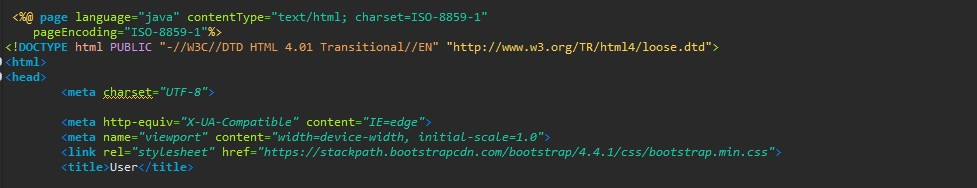 <%@ page language="java" contentType="text/html; charset=ISO-8859-1"
pageEncoding="ISO-8859-1"%>
<!DOCTYPE html PUBLIC "-//W3C//DTD HTML 4.01 Transitional//EN" "http://www.w3.org/TR/html4/loose.dtd">
<html>
<head>
<meta charset="UTF-8">
<meta http-equiv="X-UA-Compatible" content="IE=edge">
<meta name="viewport" content="width=device-width, initial-scale=1.0">
<link rel="stylesheet" href="https://stackpath.bootstrapcdn.com/bootstrap/4.4.1/css/bootstrap.min.css">
<title>User</title>